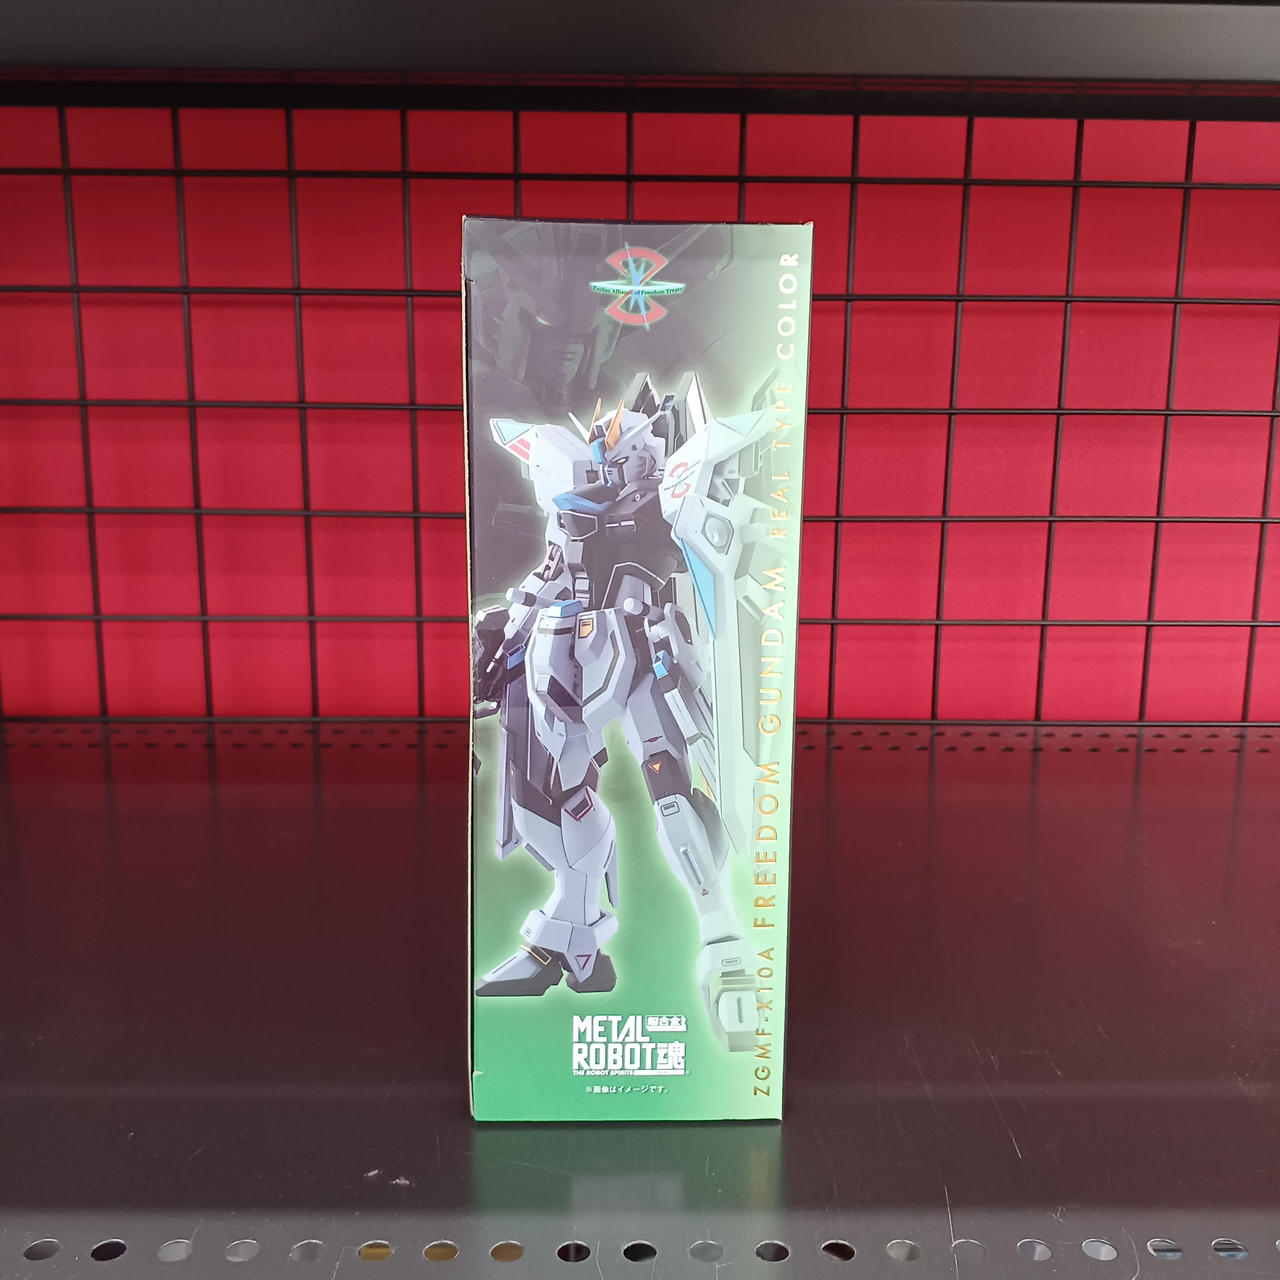 Zodiac Alliance of Freedom Treaty
ZGMF-X10A FREEDOM GUNDAM REAL TYPE COLOR
METAL 超合金
ROBOT魂
THE ROBOT SPIRITS
※画像はイメージです。